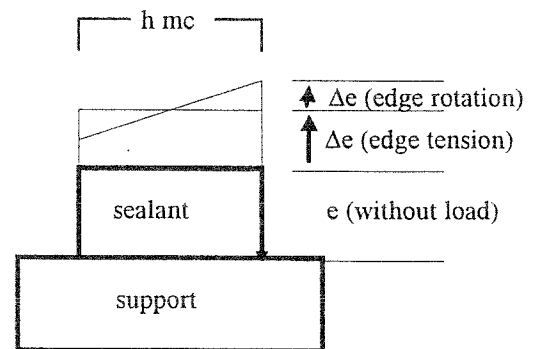 h mc
Δe (edge rotation)
Δe (edge tension)
sealant
e (without load)
support